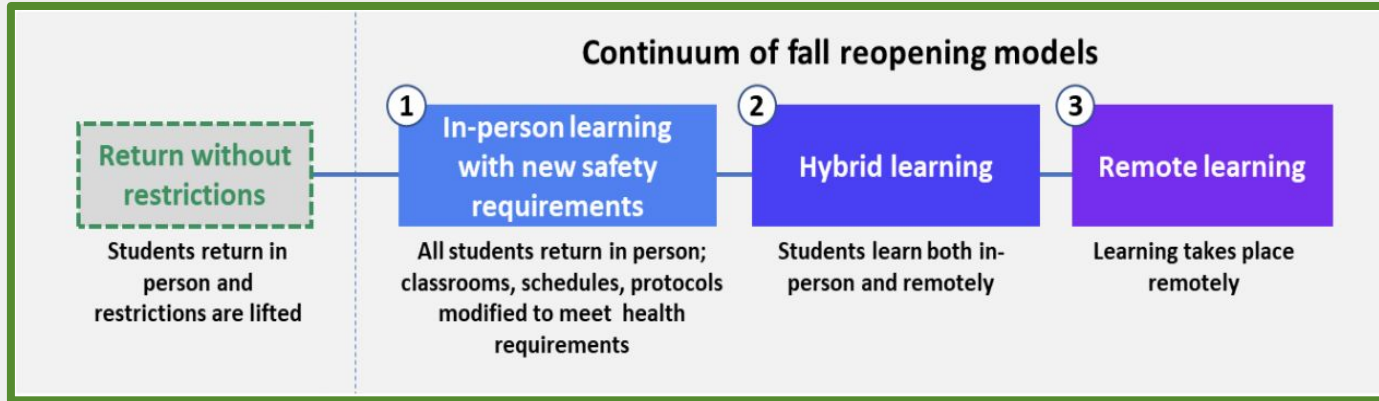 Continuum of fall reopening models
Return without
restrictions
Students return in
person and
restrictions are lifted
1
In-person learning
with new safety
requirements
All students return in person;
classrooms, schedules, protocols
modified to meet health
requirements
2
Hybrid learning
Students learn both in-
person and remotely
3
Remote learning
Learning takes place
remotely